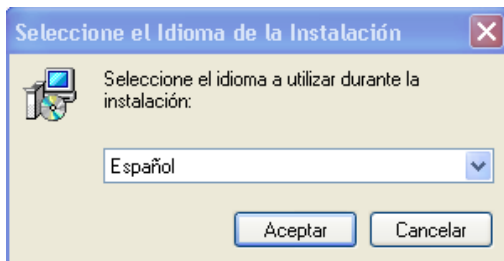 Seleccione el Idioma de la Instalación
Seleccione el idioma a utilizar durante la
instalación:
Español
Aceptar
Cancelar